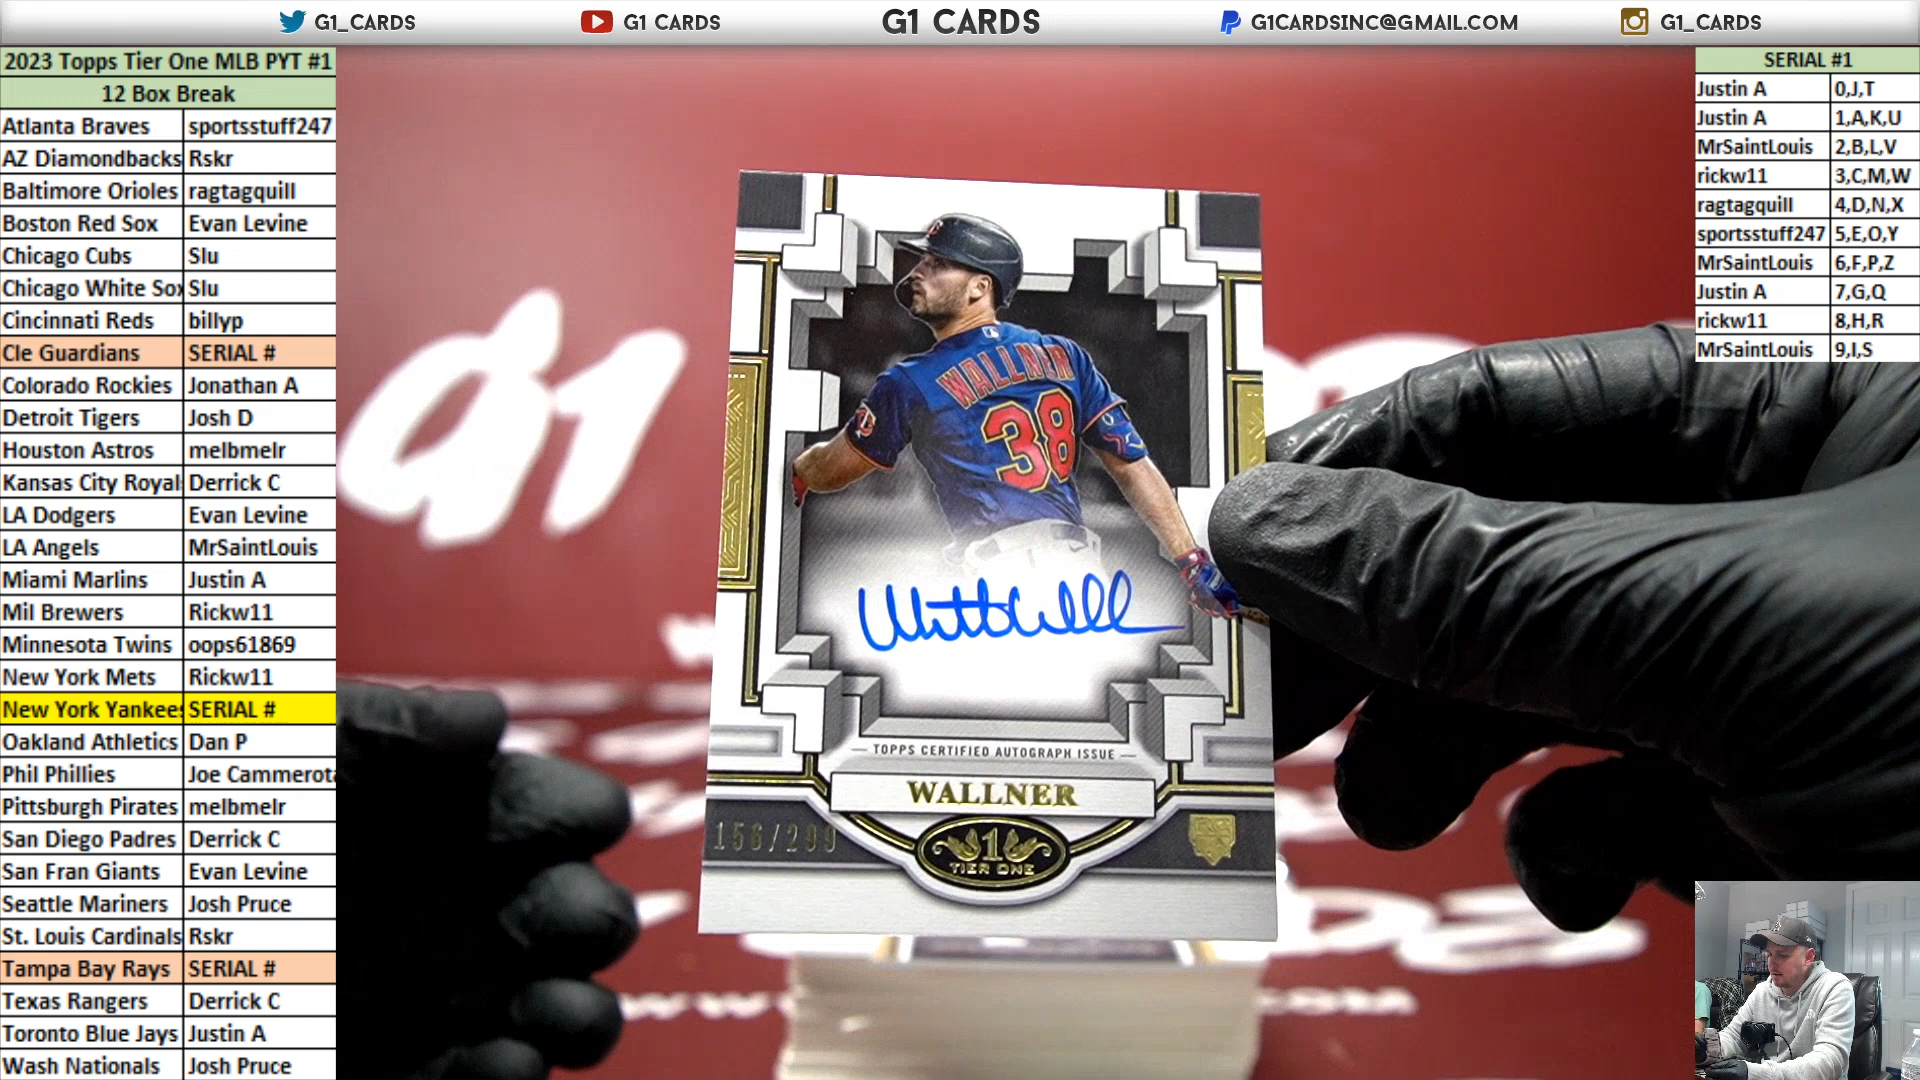 G1_CARDS
G1 CARDS
G1 CARDS
G1CARDSINC@GMAIL.COM
G1_CARDS
2023 Topps Tier One MLB PYT #1
12 Box Break
Atlanta Braves sportsstuff247
AZ Diamondbacks Rskr
Baltimore Orioles ragtagquill
Boston Red Sox Evan Levine
Chicago Cubs Slu
Chicago White Sox Slu
Cincinnati Reds billyp
Cle Guardians SERIAL #
Colorado Rockies Jonathan A
Detroit Tigers Josh D
Houston Astros melbmelr
Kansas City Royal Derrick C
LA Dodgers Evan Levine
LA Angels MrSaintLouis
Miami Marlins Justin A
Mil Brewers Rickw11
Minnesota Twins oops61869
New York Mets Rickw11
New York Yankees SERIAL #
Oakland Athletics Dan P
Phil Phillies Joe Cammerota
Pittsburgh Pirates melbmelr
San Diego Padres Derrick C
San Fran Giants Evan Levine
Seattle Mariners Josh Pruce
St. Louis Cardinals Rskr
Tampa Bay Rays SERIAL #
Texas Rangers Derrick C
Toronto Blue Jays Justin A
Wash Nationals Josh Pruce
SERIAL #1
Justin A 0,J,T
Justin A 1,A,K,U
MrSaintLouis 2,B,L,V
rickw11 3,C,M,W
ragtagquill 4,D,N,X
sportsstuff247 5,E,O,Y
MrSaintLouis 6,F,P,Z
Justin A 7,G,Q
rickw11 8,H,R
MrSaintLouis 9,I,S
G1
WALLNER
38
TOPPS CERTIFIED AUTOGRAPH ISSUE
WALLNER
156/299
1
TIER ONE